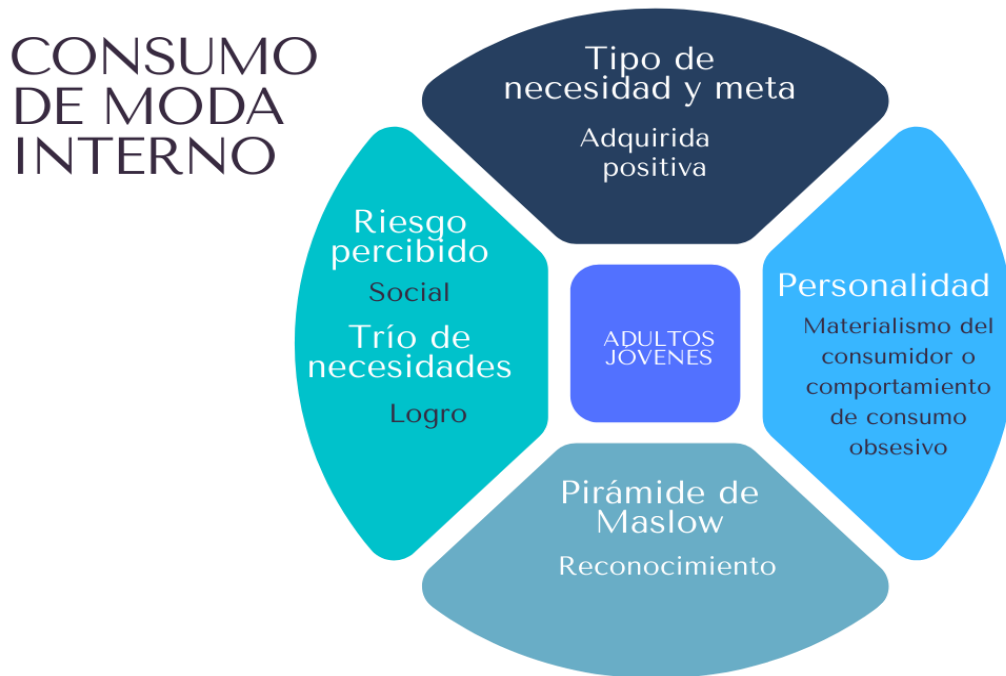 CONSUMO
DE MODA
INTERNO
Tipo de
necesidad y meta
Adquirida
positiva
Riesgo
percibido
Social
Trío de
necesidades
Logro
ADULTOS
JÓVENES
Personalidad
Materialismo del
consumidor o
comportamiento
de consumo
obsesivo
Pirámide de
Maslow
Reconocimiento